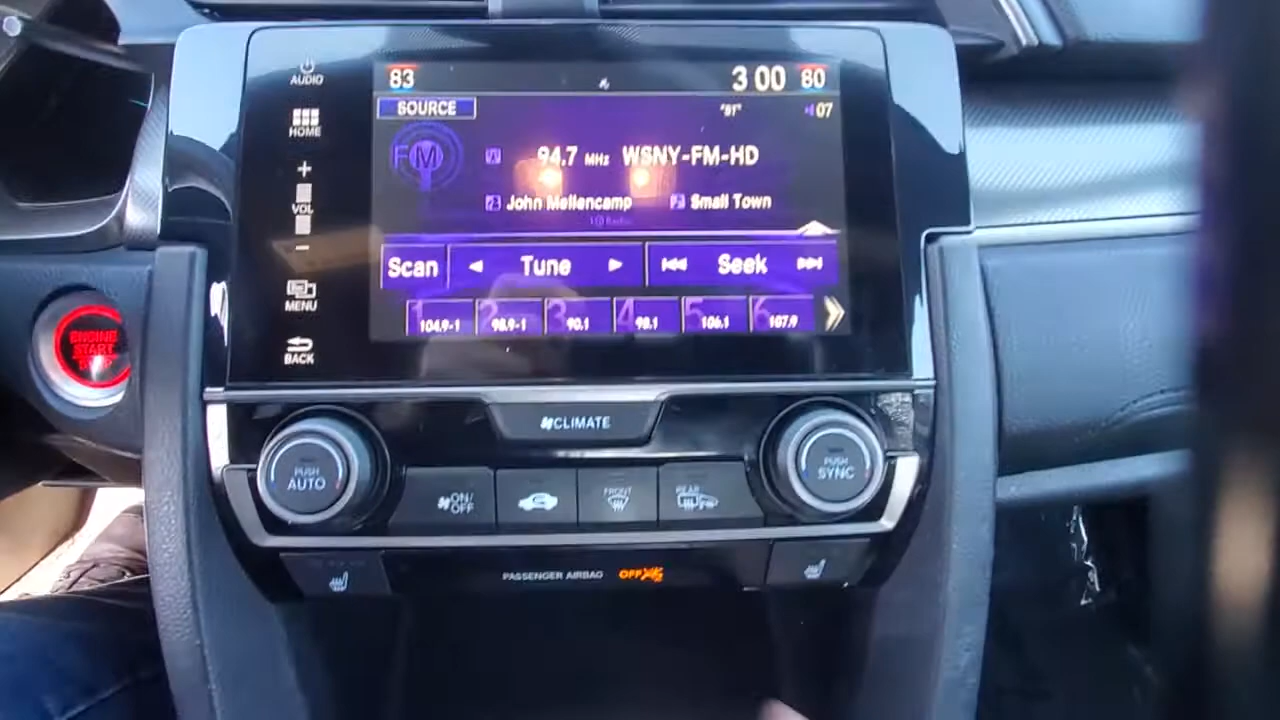 AUDIO
HOME
+
VOL
-
MENU
BACK
83 3 00 80
SOURCE "91" 07
FM 94.7 MHz WSNY-FM-HD
John Mellencamp Small Town
HD Radio
Scan Tune Seek
1 104.9-1 2 98.9-1 3 90.1 4 98.1 5 106.1 6 107.9
ENGINE
START
CLIMATE
PUSH
AUTO
ON/
OFF
FRONT
REAR
PUSH
SYNC
PASSENGER AIRBAG OFF